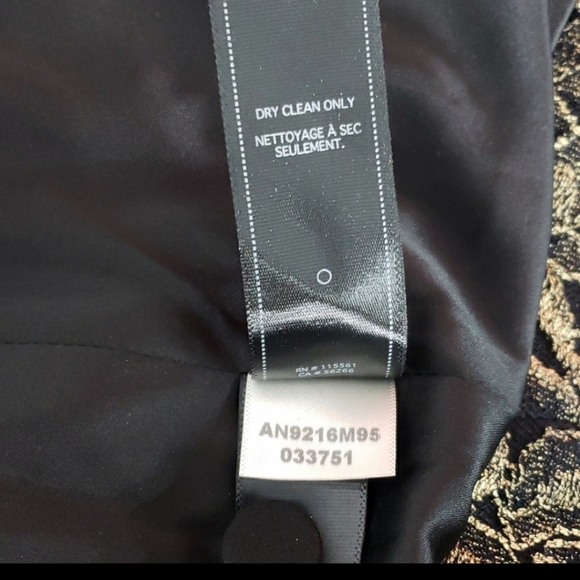 DRY CLEAN ONLY
NETTOYAGE À SEC
SEULEMENT.
RN # 115561
CA # 56266
AN9216M95
033751